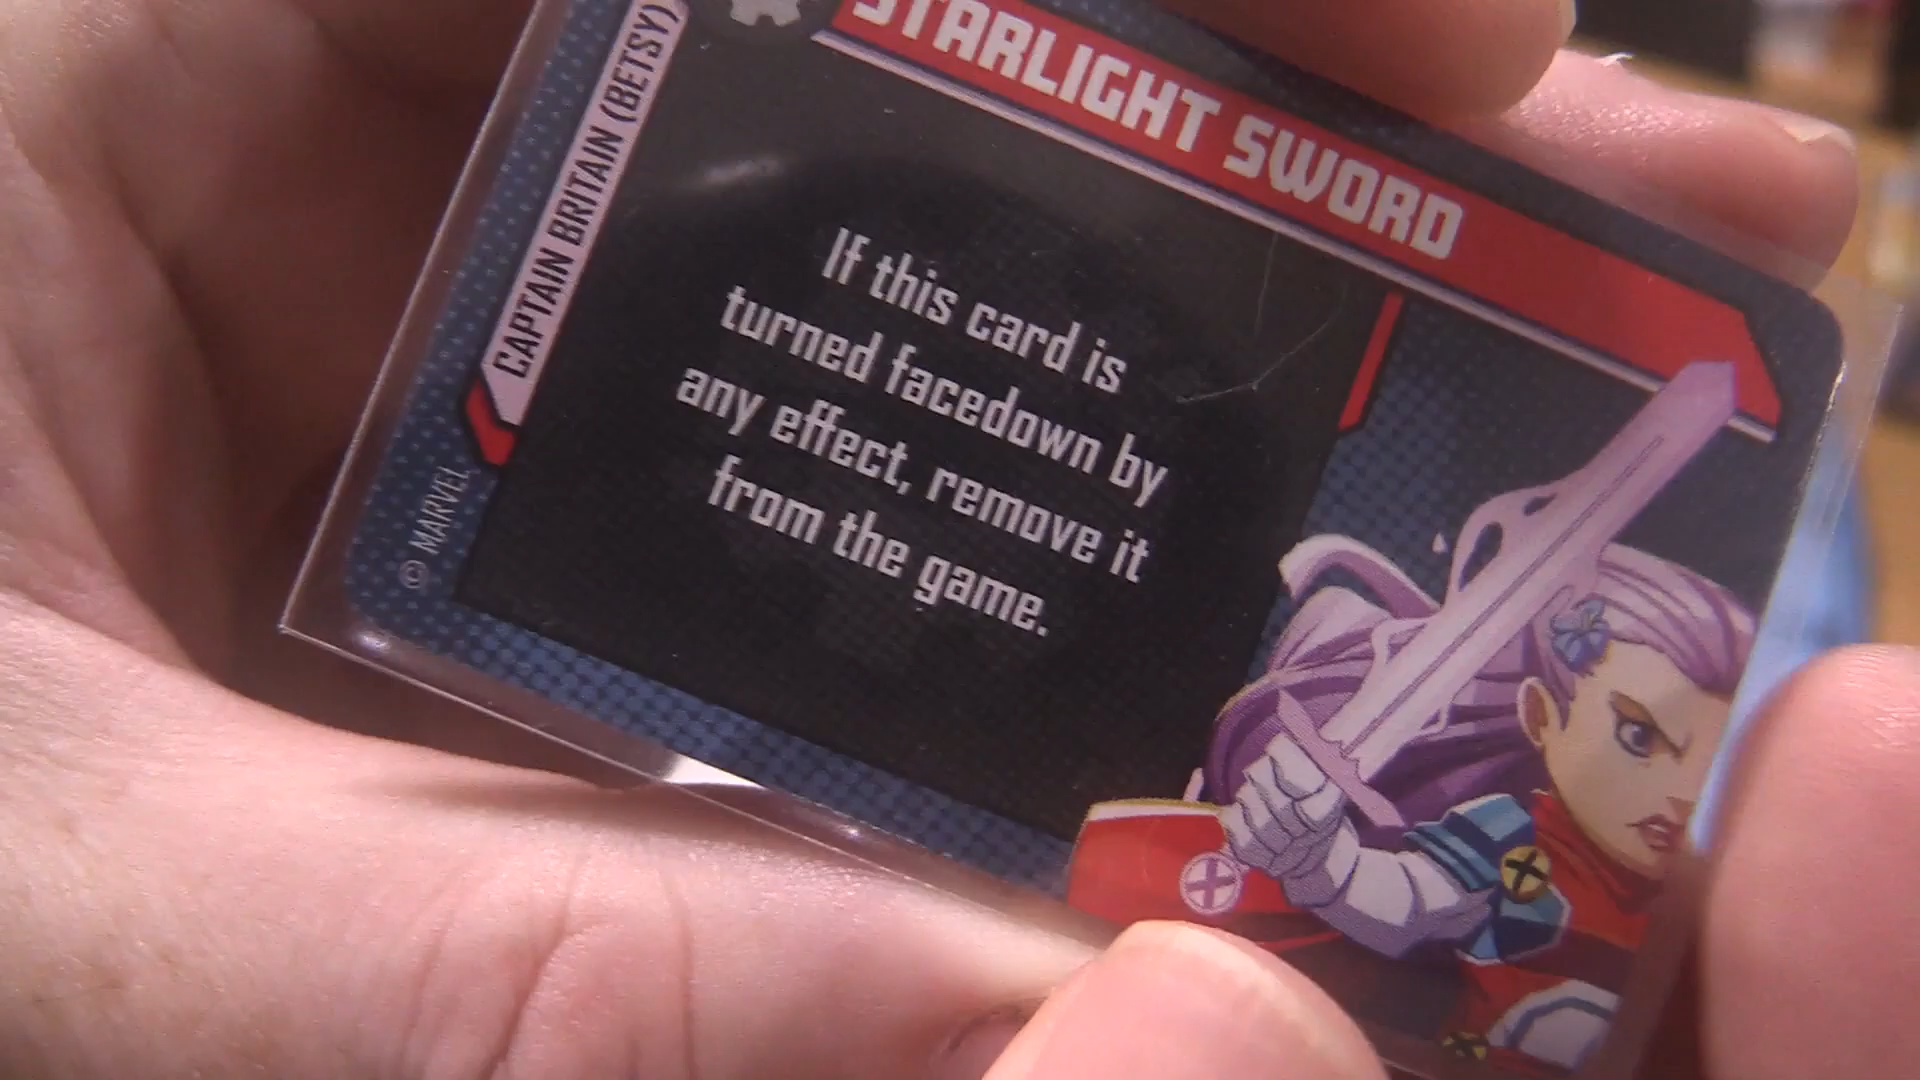 STARLIGHT SWORD
CAPTAIN BRITAIN (BETSY)
If this card is
turned facedown by
any effect, remove it
from the game.
© MARVEL